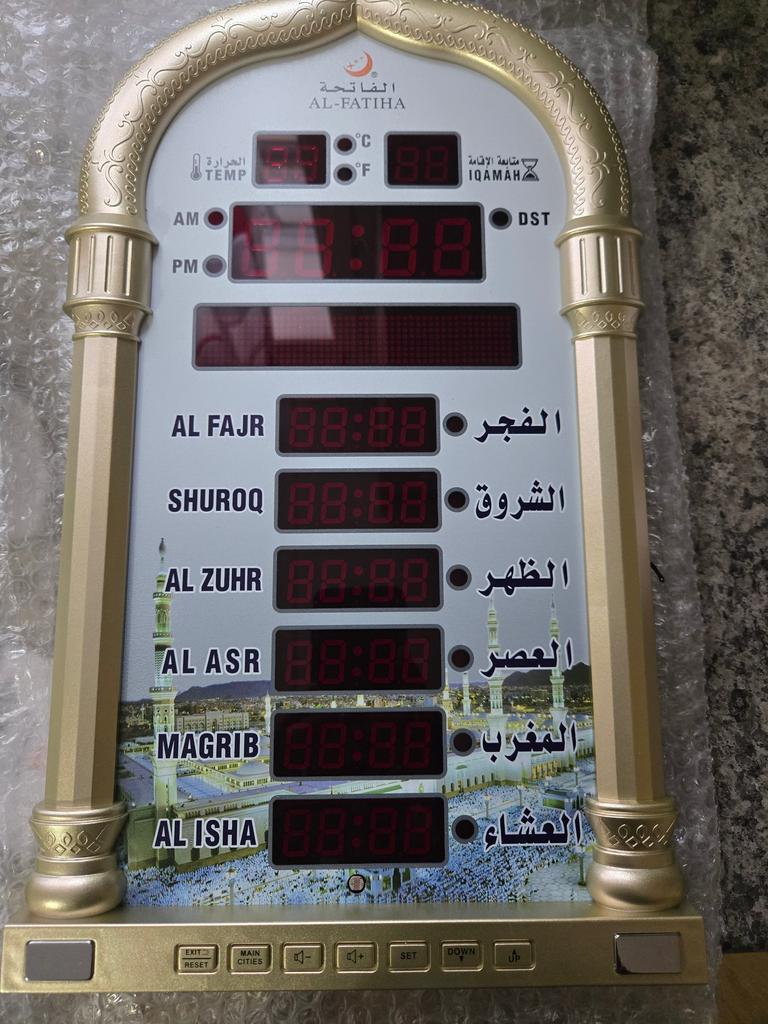 الفاتحة
®
AL-FATIHA
الحرارة
TEMP
°C
°F
متابعة الإقامة
IQAMAH
AM
DST
PM
AL FAJR الفجر
SHUROQ الشروق
AL ZUHR الظهر
AL ASR العصر
MAGRIB المغرب
AL ISHA العشاء
EXIT
RESET
MAIN
CITIES
-
+
SET
DOWN
UP